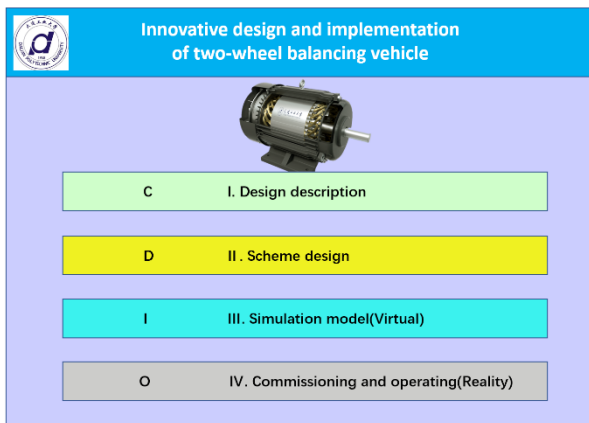 Innovative design and implementation
of two-wheel balancing vehicle
C I. Design description
D II. Scheme design
I III. Simulation model(Virtual)
O IV. Commissioning and operating(Reality)